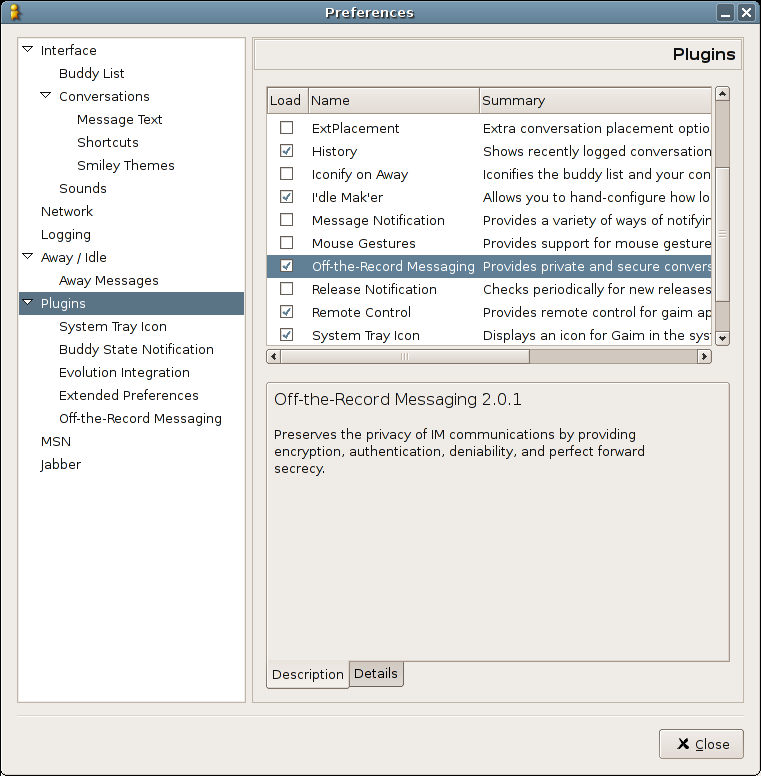 Preferences
Interface
Buddy List
Conversations
Message Text
Shortcuts
Smiley Themes
Sounds
Network
Logging
Away / Idle
Away Messages
Plugins
System Tray Icon
Buddy State Notification
Evolution Integration
Extended Preferences
Off-the-Record Messaging
MSN
Jabber
Plugins
Load Name Summary
ExtPlacement Extra conversation placement optio
History Shows recently logged conversation
Iconify on Away Iconifies the buddy list and your con
I'dle Mak'er Allows you to hand-configure how lo
Message Notification Provides a variety of ways of notifyin
Mouse Gestures Provides support for mouse gesture
Off-the-Record Messaging Provides private and secure convers
Release Notification Checks periodically for new releases
Remote Control Provides remote control for gaim ap
System Tray Icon Displays an icon for Gaim in the syst
Off-the-Record Messaging 2.0.1
Preserves the privacy of IM communications by providing
encryption, authentication, deniability, and perfect forward
secrecy.
Description Details
Close